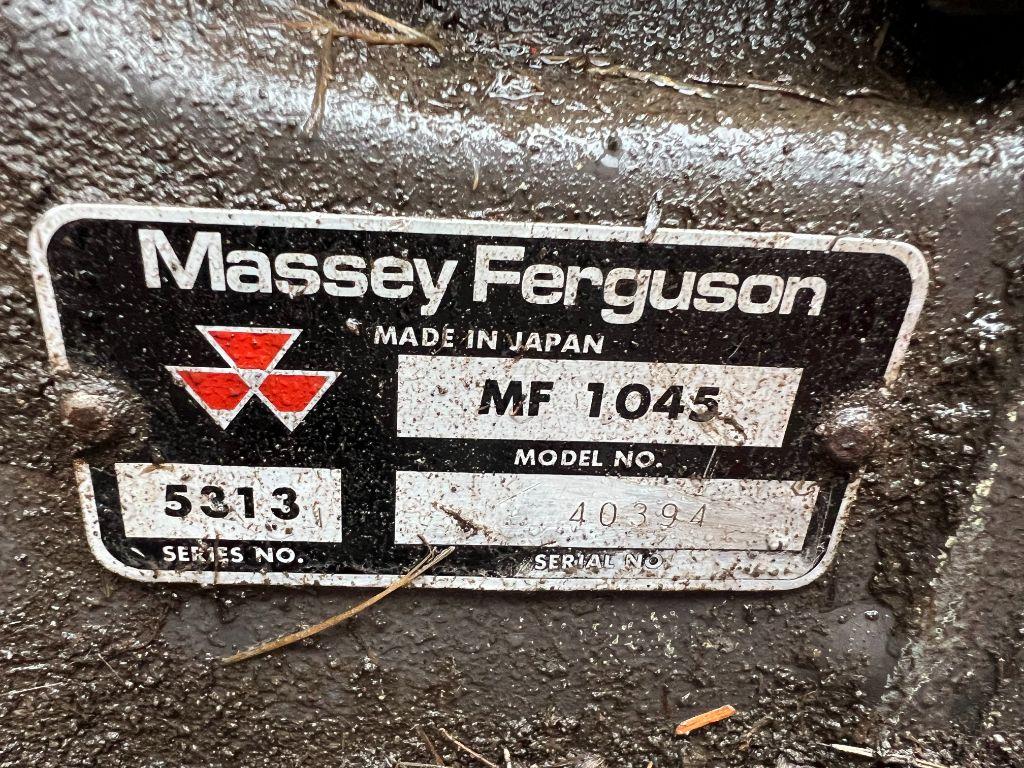 Massey Ferguson
MADE IN JAPAN
MF 1045
MODEL NO.
5313
SERIES NO.
40394
SERIAL NO